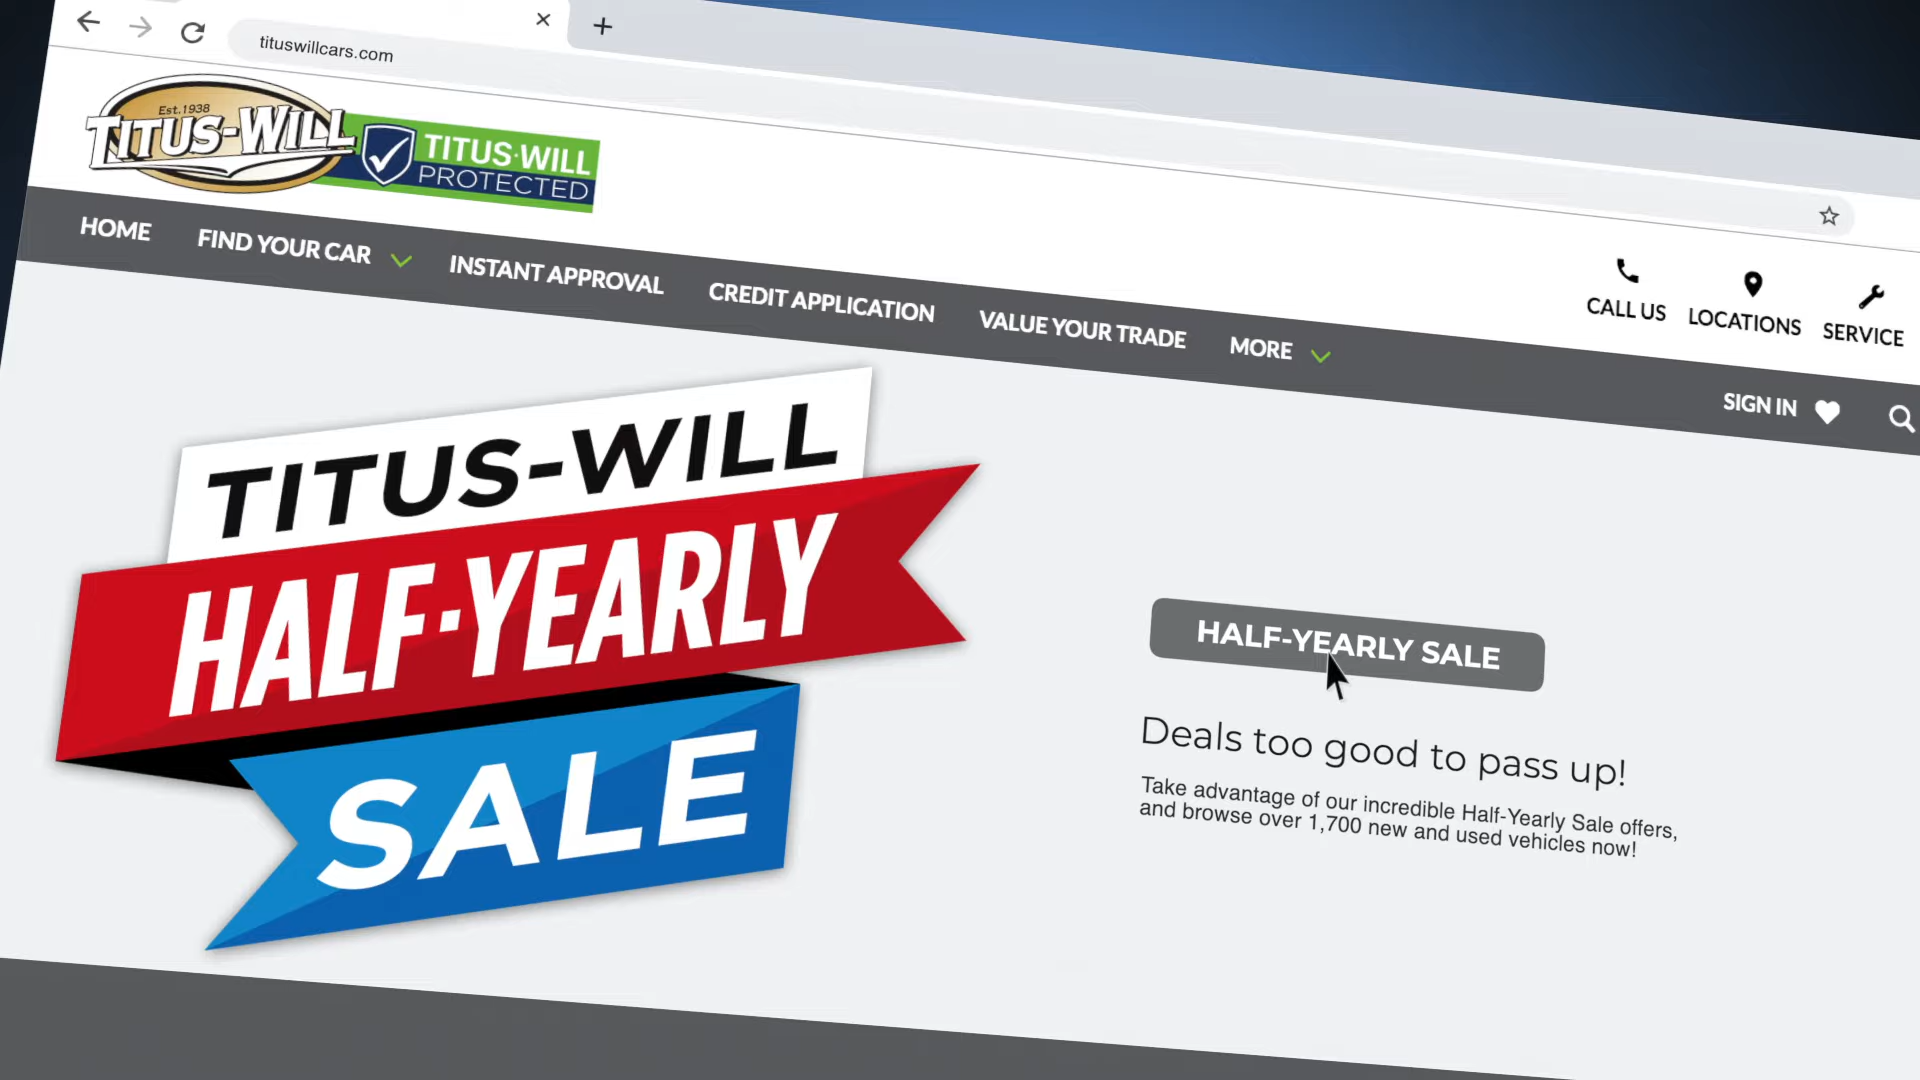 tituswillcars.com
Est. 1938
TITUS-WILL
TITUS·WILL
PROTECTED
CALL US
LOCATIONS
SERVICE
HOME
FIND YOUR CAR
INSTANT APPROVAL
CREDIT APPLICATION
VALUE YOUR TRADE
MORE
SIGN IN
TITUS-WILL
HALF-YEARLY
SALE
HALF-YEARLY SALE
Deals too good to pass up!
Take advantage of our incredible Half-Yearly Sale offers,
and browse over 1,700 new and used vehicles now!